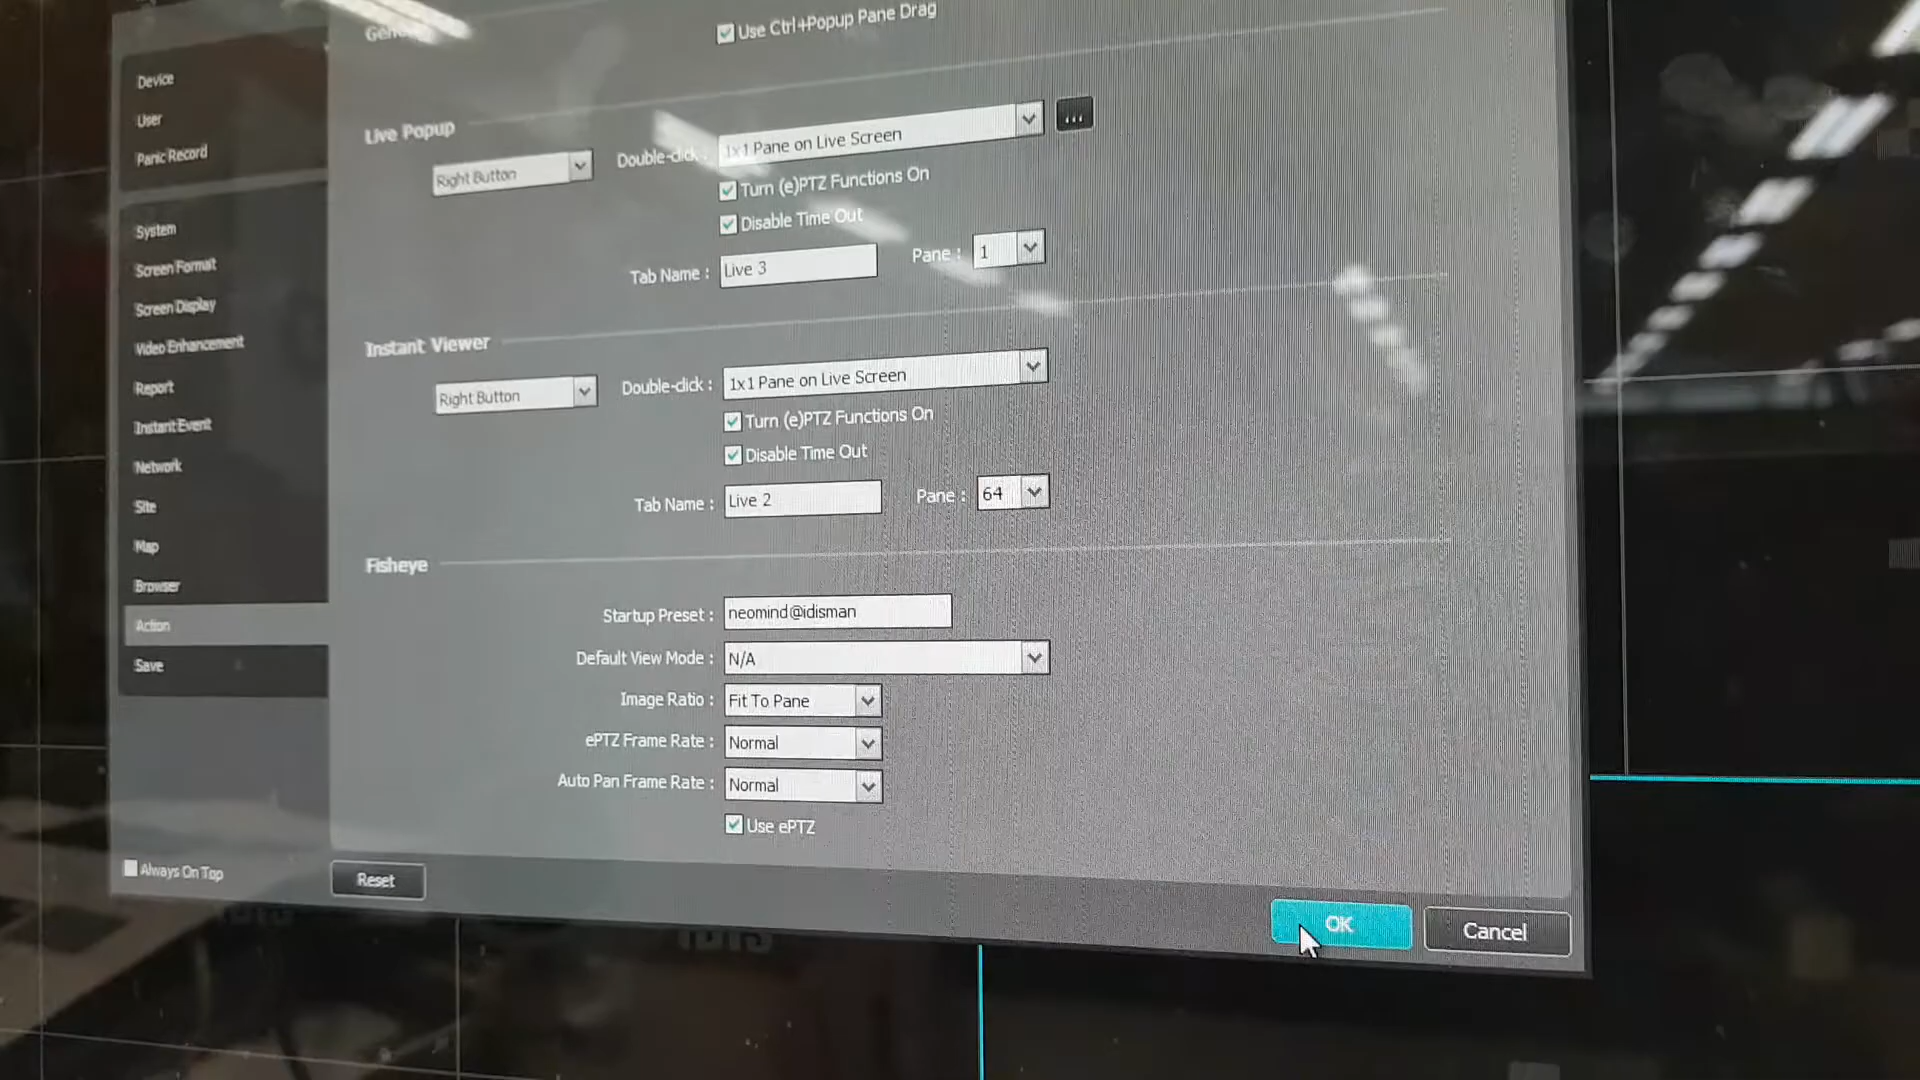 General
Use Ctrl+Popup Pane Drag
Device
User
Panic Record
System
Screen Format
Screen Display
Video Enhancement
Report
Instant Event
Network
Site
Map
Browser
Action
Save
Live Popup
Right Button
Double-click :
1x1 Pane on Live Screen
...
Turn (e)PTZ Functions On
Disable Time Out
Tab Name :
Live 3
Pane :
1
Instant Viewer
Right Button
Double-click :
1x1 Pane on Live Screen
Turn (e)PTZ Functions On
Disable Time Out
Tab Name :
Live 2
Pane :
64
Fisheye
Startup Preset :
neomind@idisman
Default View Mode :
N/A
Image Ratio :
Fit To Pane
ePTZ Frame Rate :
Normal
Auto Pan Frame Rate :
Normal
Use ePTZ
Always On Top
Reset
OK
Cancel
IDIS